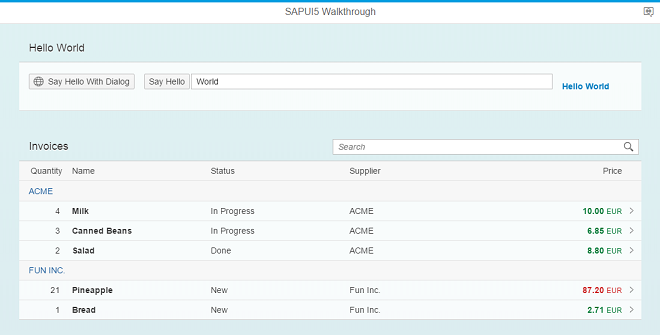 SAPUI5 Walkthrough
Hello World
Say Hello With Dialog Say Hello World Hello World
Invoices Search
Quantity Name Status Supplier Price
ACME
4 Milk In Progress ACME 10.00 EUR
3 Canned Beans In Progress ACME 6.85 EUR
2 Salad Done ACME 8.80 EUR
FUN INC.
21 Pineapple New Fun Inc. 87.20 EUR
1 Bread New Fun Inc. 2.71 EUR